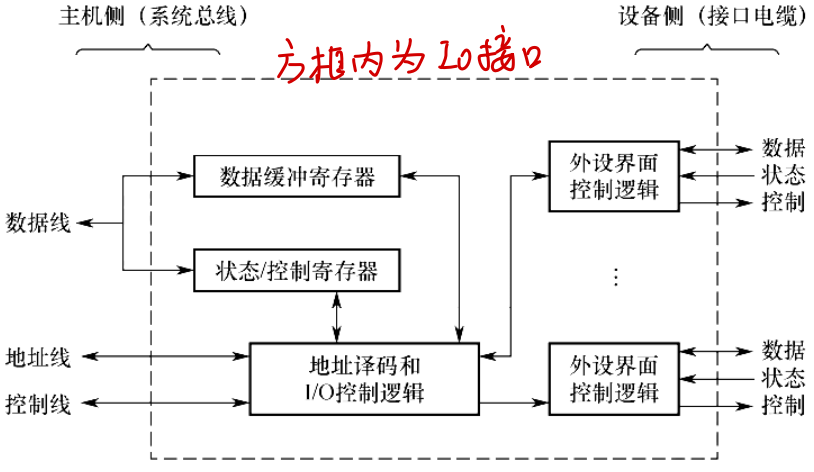 主机侧（系统总线）
设备侧（接口电缆）
方框内为IO接口
数据缓冲寄存器
外设界面
控制逻辑
数据
状态
控制
数据线
状态/控制寄存器
⋮
地址线
控制线
地址译码和
I/O控制逻辑
外设界面
控制逻辑
数据
状态
控制